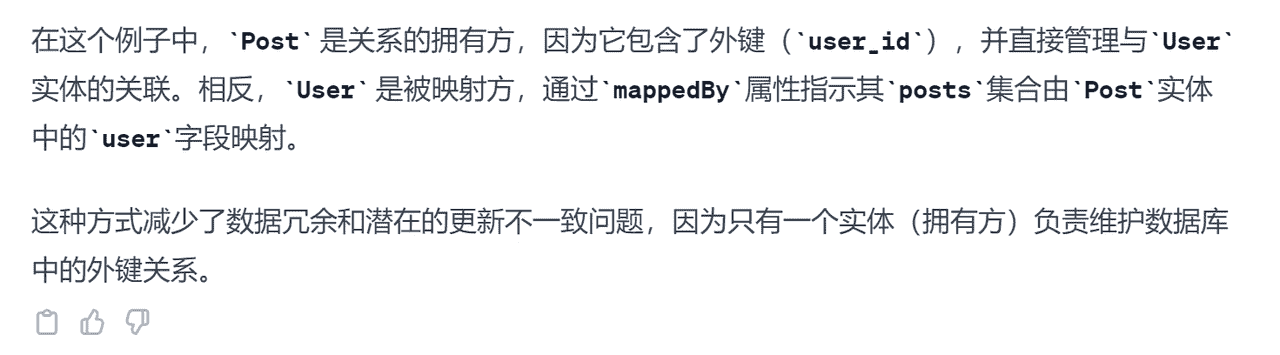 在这个例子中，`Post` 是关系的拥有方，因为它包含了外键（`user_id`），并直接管理与`User`
实体的关联。相反，`User` 是被映射方，通过`mappedBy`属性指示其`posts`集合由`Post`实体
中的`user`字段映射。
这种方式减少了数据冗余和潜在的更新不一致问题，因为只有一个实体（拥有方）负责维护数据库
中的外键关系。